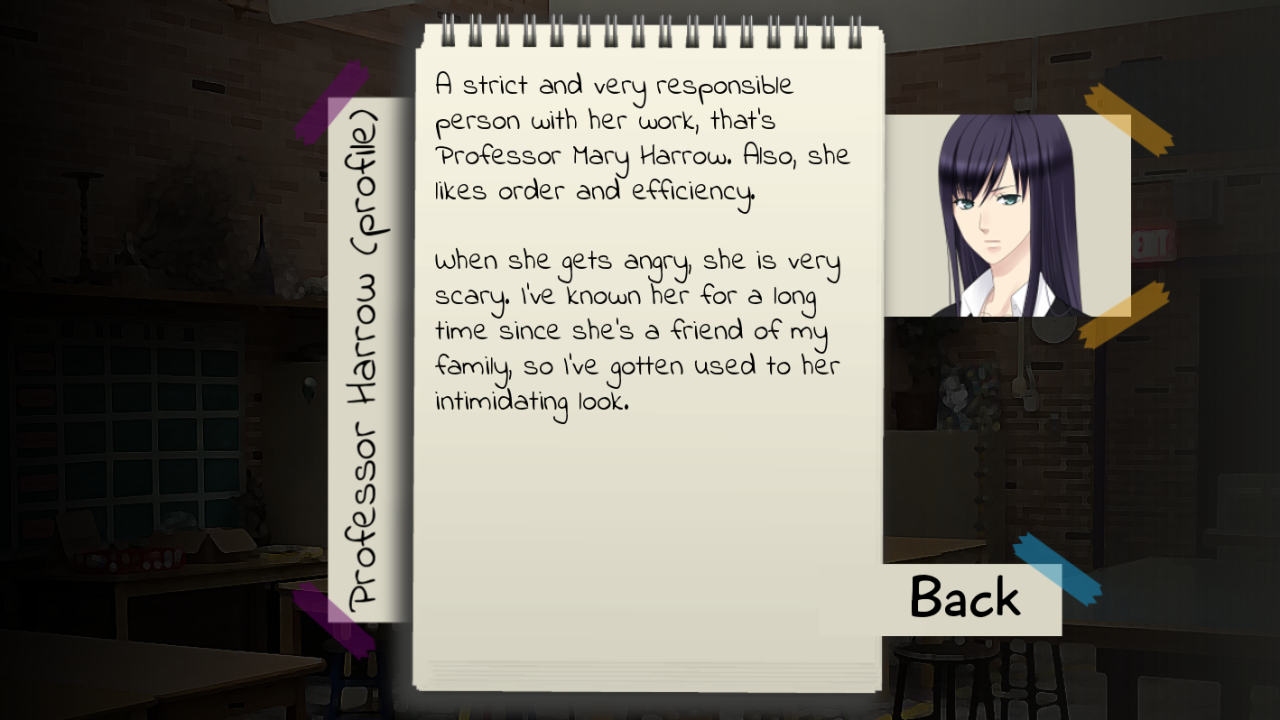 Professor Harrow (profile)
A strict and very responsible
person with her work, that's
Professor Mary Harrow. Also, she
likes order and efficiency.
When she gets angry, she is very
scary. I've known her for a long
time since she's a friend of my
family, so I've gotten used to her
intimidating look.
Back